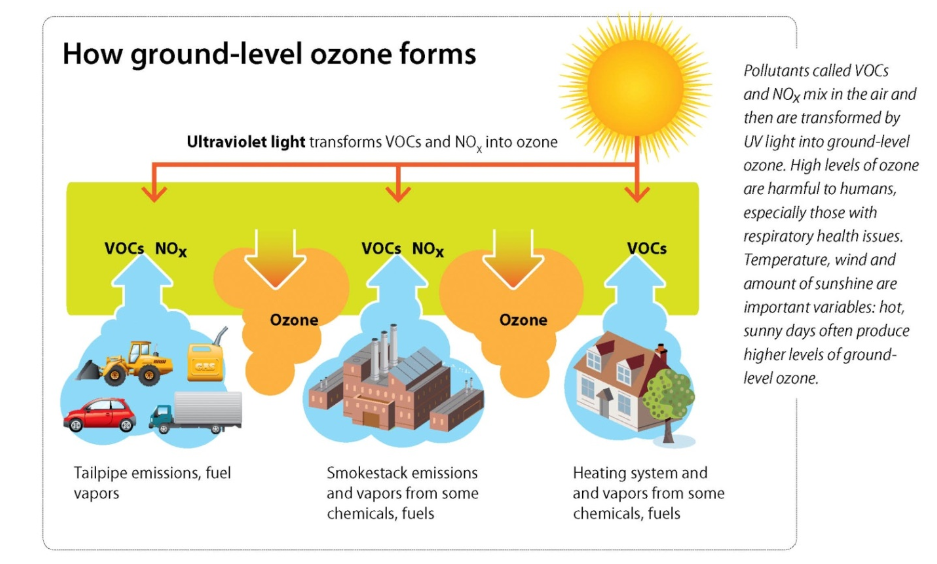 How ground-level ozone forms
Ultraviolet light transforms VOCs and NOx into ozone
VOCs NOx
VOCs NOx
VOCs
Ozone
Ozone
GAS
Tailpipe emissions, fuel
vapors
Smokestack emissions
and vapors from some
chemicals, fuels
Heating system and
and vapors from some
chemicals, fuels
Pollutants called VOCs
and NOx mix in the air and
then are transformed by
UV light into ground-level
ozone. High levels of ozone
are harmful to humans,
especially those with
respiratory health issues.
Temperature, wind and
amount of sunshine are
important variables: hot,
sunny days often produce
higher levels of ground-
level ozone.